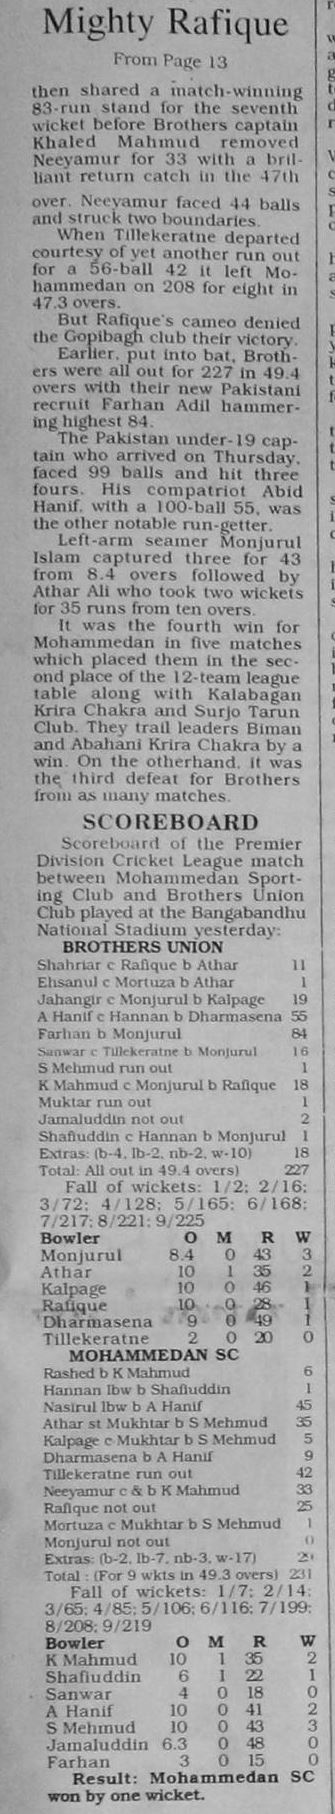 Mighty Rafique
From Page 13
then shared a match-winning
83-run stand for the seventh
wicket before Brothers captain
Khaled Mahmud removed
Neeyamur for 33 with a bril-
liant return catch in the 47th
over. Neeyamur faced 44 balls
and struck two boundaries.
When Tillekeratne departed
courtesy of yet another run out
for a 56-ball 42 it left Mo-
hammedan on 208 for eight in
47.3 overs.
But Rafique's cameo denied
the Gopibagh club their victory.
Earlier, put into bat, Broth-
ers were all out for 227 in 49.4
overs with their new Pakistani
recruit Farhan Adil hammer-
ing highest 84.
The Pakistan under-19 cap-
tain who arrived on Thursday,
faced 99 balls and hit three
fours. His compatriot Abid
Hanif, with a 100-ball 55, was
the other notable run-getter.
Left-arm seamer Monjurul
Islam captured three for 43
from 8.4 overs followed by
Athar Ali who took two wickets
for 35 runs from ten overs.
It was the fourth win for
Mohammedan in five matches
which placed them in the sec-
ond place of the 12-team league
table along with Kalabagan
Krira Chakra and Surjo Tarun
Club. They trail leaders Biman
and Abahani Krira Chakra by a
win. On the otherhand, it was
the third defeat for Brothers
from as many matches.
SCOREBOARD
Scoreboard of the Premier
Division Cricket League match
between Mohammedan Sport-
ing Club and Brothers Union
Club played at the Bangabandhu
National Stadium yesterday:
BROTHERS UNION
Shahriar c Rafique b Athar 11
Ehsanul c Mortuza b Athar 1
Jahangir c Monjurul b Kalpage 19
A Hanif c Hannan b Dharmasena 55
Farhan b Monjurul 84
Sanwar c Tillekeratne b Monjurul 16
S Mehmud run out 1
K Mahmud c Monjurul b Rafique 18
Muktar run out 1
Jamaluddin not out 2
Shafiuddin c Hannan b Monjurul 1
Extras: (b-4, lb-2, nb-2, w-10) 18
Total: All out in 49.4 overs) 227
Fall of wickets: 1/2; 2/16;
3/72; 4/128; 5/165; 6/168;
7/217; 8/221; 9/225
Bowler O M R W
Monjurul 8.4 0 43 3
Athar 10 1 35 2
Kalpage 10 0 46 1
Rafique 10 0 28 1
Dharmasena 9 0 49 1
Tillekeratne 2 0 20 0
MOHAMMEDAN SC
Rashed b K Mahmud 6
Hannan lbw b Shafiuddin 1
Nasirul lbw b A Hanif 45
Athar st Mukhtar b S Mehmud 35
Kalpage c Mukhtar b S Mehmud 5
Dharmasena b A Hanif 9
Tillekeratne run out 42
Neeyamur c & b K Mahmud 33
Rafique not out 25
Mortuza c Mukhtar b S Mehmud 1
Monjurul not out 0
Extras: (b-2, lb-7, nb-3, w-17) 29
Total : (For 9 wkts in 49.3 overs) 231
Fall of wickets: 1/7; 2/14;
3/65; 4/85; 5/106; 6/116; 7/199;
8/208; 9/219
Bowler O M R W
K Mahmud 10 1 35 2
Shafiuddin 6 1 22 1
Sanwar 4 0 18 0
A Hanif 10 0 41 2
S Mehmud 10 0 43 3
Jamaluddin 6.3 0 48 0
Farhan 3 0 15 0
Result: Mohammedan SC
won by one wicket.